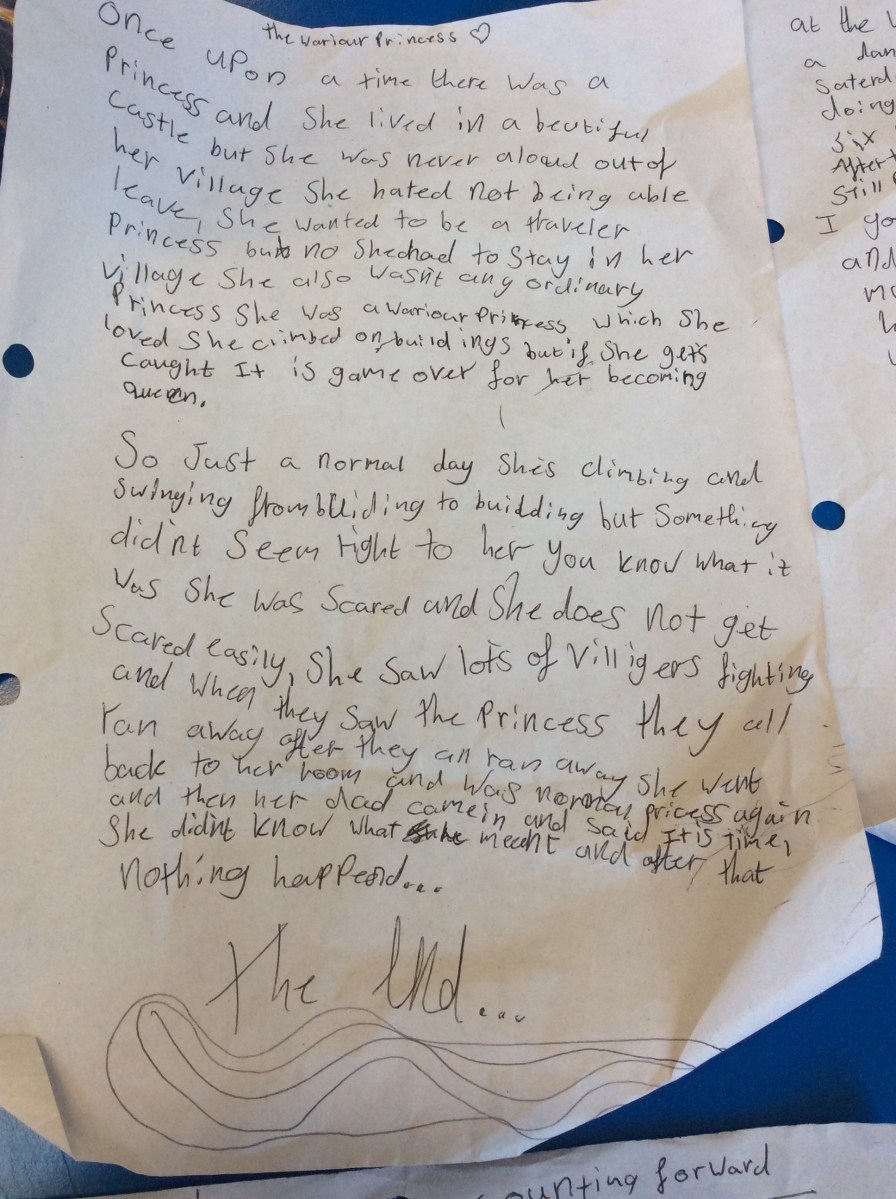 the Wariour Princess ♡
Once upon a time there was a
Princess and She lived in a beutiful
castle but She was never aloud out of
her village She hated not being able
leave, She wanted to be a traveler
Princess but no She had to Stay in her
village She also wasn't any ordinary
Princess She was a Wariour Princess which She
loved She climbed on buildings but if She gets
caught It is game over for her becoming
queen.
So Just a normal day She's climbing and
Swinging from building to building but Something
didn't Seem right to her you know what it
was She was Scared and She does not get
Scared easily, She Saw lots of villigers fighting
and when they Saw the Princess they all
ran away after they all ran away She went
back to her room and was normal pricess again
and then her dad came in and Said It is time,
She didn't know what meant and after that
nothing happend...
the End...
at the
a dan
Saterd
doing
Six
After
Still
I go
and
ounting forward